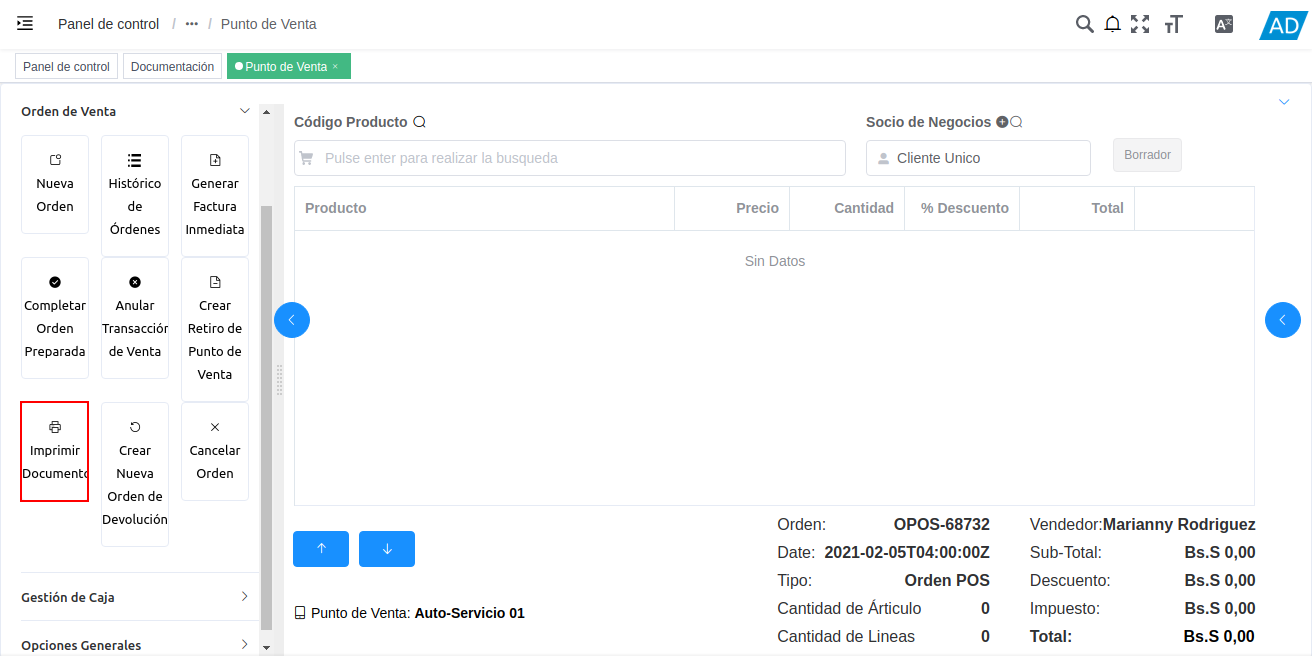 Panel de control / ••• / Punto de Venta
AD
Panel de control
Documentación
Punto de Venta ×
Orden de Venta
Nueva
Orden
Histórico
de
Órdenes
Generar
Factura
Inmediata
Completar
Orden
Preparada
Anular
Transacción
de Venta
Crear
Retiro de
Punto de
Venta
Imprimir
Documento
Crear
Nueva
Orden de
Devolución
Cancelar
Orden
Gestión de Caja
Opciones Generales
Código Producto
Pulse enter para realizar la busqueda
Socio de Negocios
Cliente Unico
Borrador
Producto Precio Cantidad % Descuento Total
Sin Datos
Punto de Venta: Auto-Servicio 01
Orden: OPOS-68732
Date: 2021-02-05T04:00:00Z
Tipo: Orden POS
Cantidad de Árticulo 0
Cantidad de Lineas 0
Vendedor:Marianny Rodriguez
Sub-Total: Bs.S 0,00
Descuento: Bs.S 0,00
Impuesto: Bs.S 0,00
Total: Bs.S 0,00